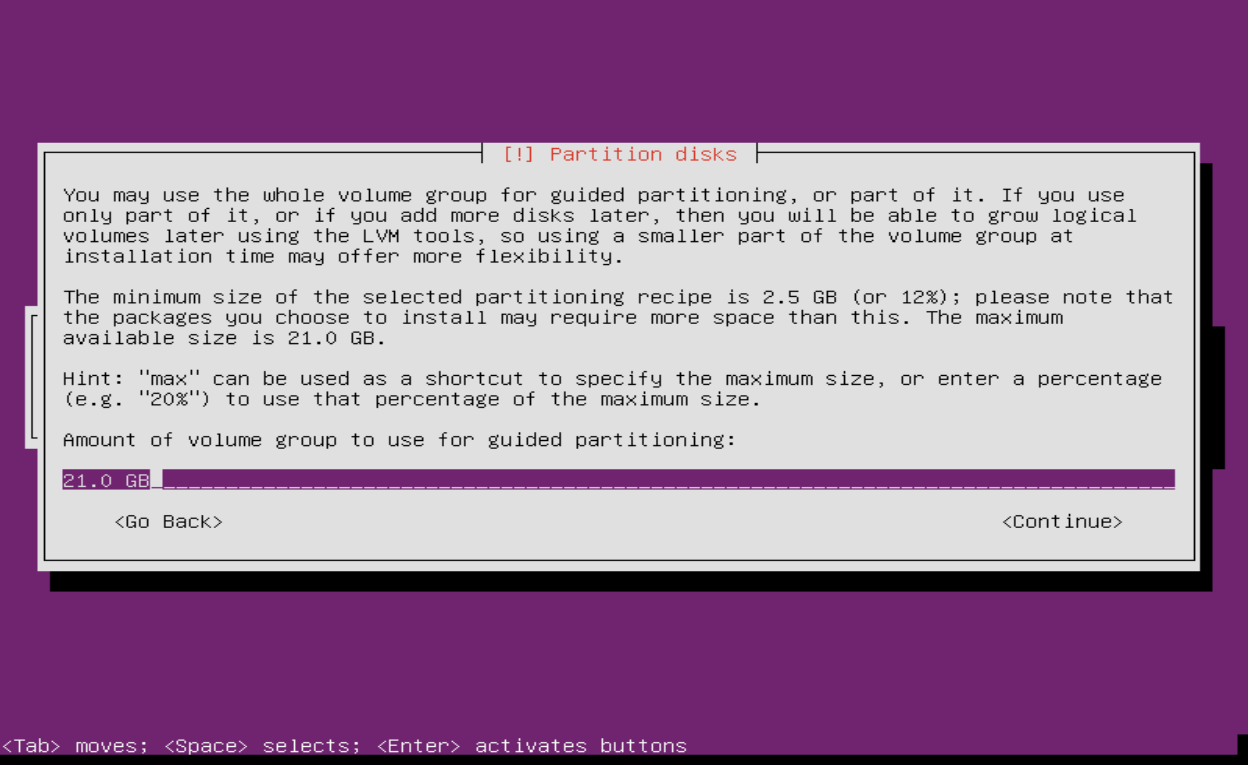 [!] Partition disks
You may use the whole volume group for guided partitioning, or part of it. If you use
only part of it, or if you add more disks later, then you will be able to grow logical
volumes later using the LVM tools, so using a smaller part of the volume group at
installation time may offer more flexibility.
The minimum size of the selected partitioning recipe is 2.5 GB (or 12%); please note that
the packages you choose to install may require more space than this. The maximum
available size is 21.0 GB.
Hint: "max" can be used as a shortcut to specify the maximum size, or enter a percentage
(e.g. "20%") to use that percentage of the maximum size.
Amount of volume group to use for guided partitioning:
21.0 GB
<Go Back> <Continue>
<Tab> moves; <Space> selects; <Enter> activates buttons